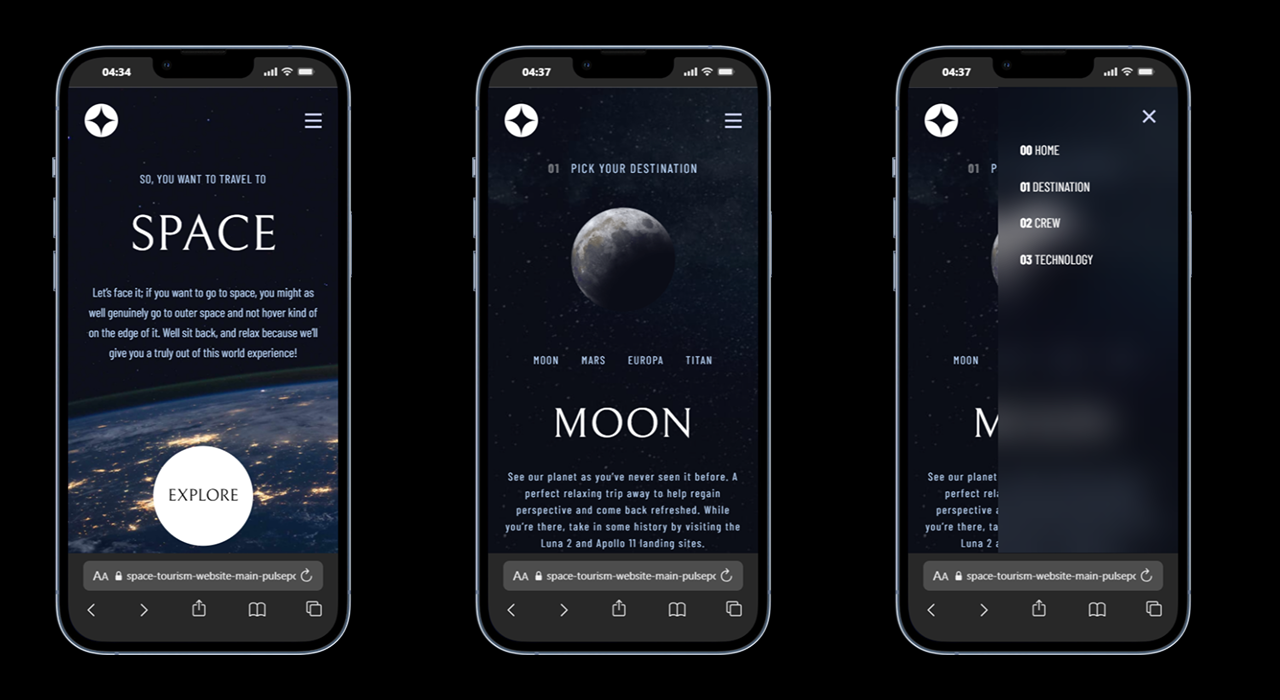 04:34
SO, YOU WANT TO TRAVEL TO
SPACE
Let's face it; if you want to go to space, you might as
well genuinely go to outer space and not hover kind of
on the edge of it. Well sit back, and relax because we'll
give you a truly out of this world experience!
EXPLORE
AA space-tourism-website-main-pulsepo
04:37
01 PICK YOUR DESTINATION
MOON MARS EUROPA TITAN
MOON
See our planet as you've never seen it before. A
perfect relaxing trip away to help regain
perspective and come back refreshed. While
you're there, take in some history by visiting the
Luna 2 and Apollo 11 landing sites.
AA space-tourism-website-main-pulsepo
04:37
00 HOME
01 DESTINATION
02 CREW
03 TECHNOLOGY
01 P
MOON
M
See our planet
perfect rela
perspective a
you're there, ta
Luna 2 a
AA space-tourism-website-main-pulsepo